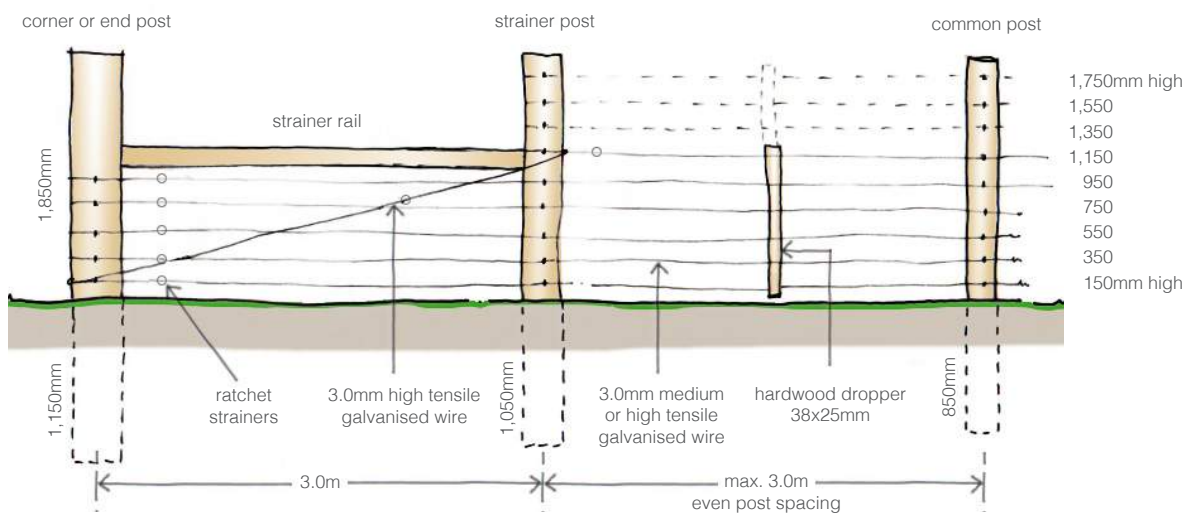 corner or end post
strainer post
common post
strainer rail
1,750mm high
1,550
1,350
1,150
950
750
550
350
150mm high
1,850mm
1,150mm
1,050mm
850mm
ratchet
strainers
3.0mm high tensile
galvanised wire
3.0mm medium
or high tensile
galvanised wire
hardwood dropper
38x25mm
3.0m
max. 3.0m
even post spacing